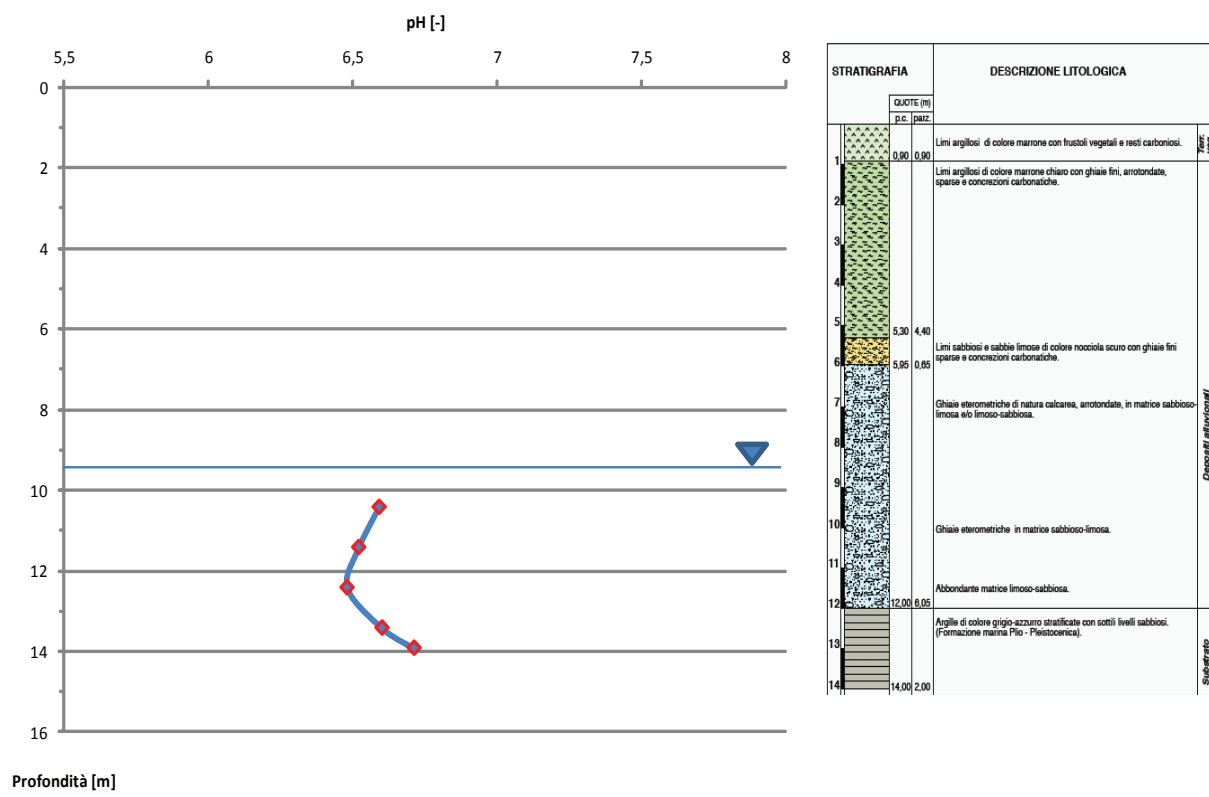 pH [-]
5,5 6 6,5 7 7,5 8
0
2
4
6
8
10
12
14
16
Profondità [m]
STRATIGRAFIA
DESCRIZIONE LITOLOGICA
QUOTE (m)
p.c. parz.
Limi argillosi di colore marrone con frustoli vegetali e resti carboniosi.
Terr.
0,90 0,90
1
Limi argillosi di colore marrone chiaro con ghiaie fini, arrotondate,
sparse e concrezioni carbonatiche.
2
3
4
5
5,30 4,40
Limi sabbiosi e sabbie limose di colore nocciola scuro con ghiaie fini
sparse e concrezioni carbonatiche.
6
5,95 0,65
Ghiaie eterometriche di natura calcarea, arrotondate, in matrice sabbioso-
limosa e/o limoso-sabbiosa.
7
8
Depositi alluvionali
9
10
Ghiaie eterometriche in matrice sabbioso-limosa.
11
Abbondante matrice limoso-sabbiosa.
12
12,00 6,05
Argille di colore grigio-azzurro stratificate con sottili livelli sabbiosi.
(Formazione marina Plio - Pleistocenica).
13
Substrato
14
14,00 2,00